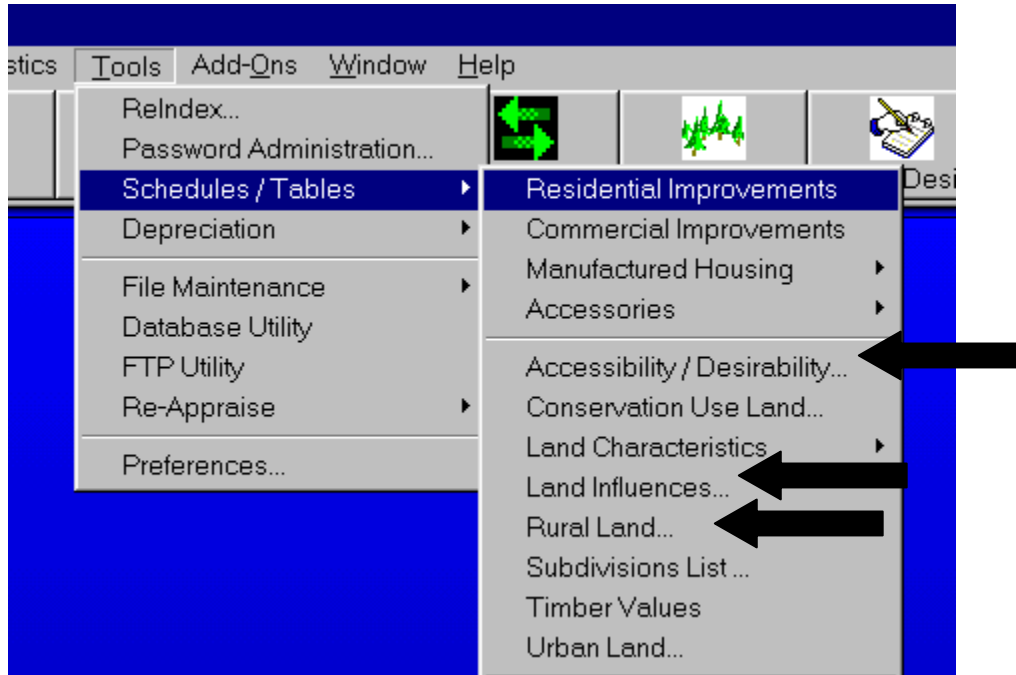 stics Tools Add-Ons Window Help
ReIndex...
Password Administration...
Schedules / Tables
Depreciation
File Maintenance
Database Utility
FTP Utility
Re-Appraise
Preferences...
Desi
Residential Improvements
Commercial Improvements
Manufactured Housing
Accessories
Accessibility / Desirability...
Conservation Use Land...
Land Characteristics
Land Influences...
Rural Land...
Subdivisions List ...
Timber Values
Urban Land...